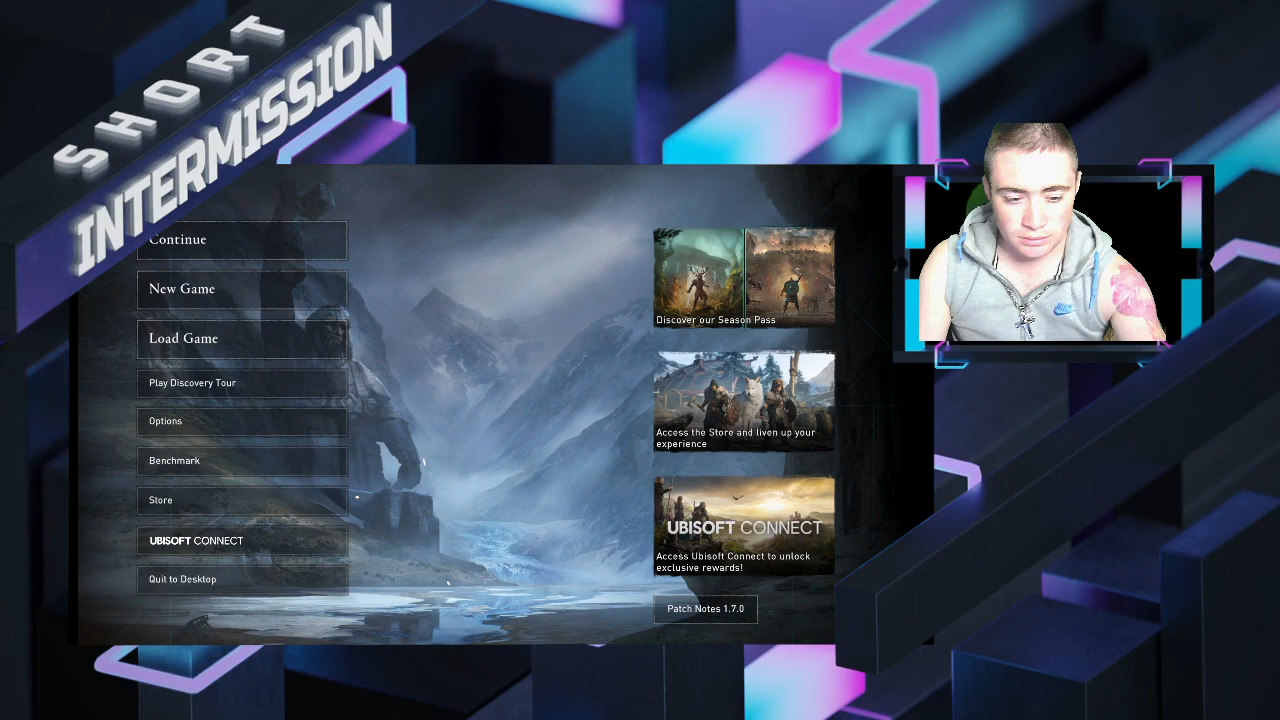 SHORT
INTERMISSION
Continue
New Game
Load Game
Play Discovery Tour
Options
Benchmark
Store
UBISOFT CONNECT
Quit to Desktop
Discover our Season Pass
Access the Store and liven up your
experience
UBISOFT CONNECT
Access Ubisoft Connect to unlock
exclusive rewards!
Patch Notes 1.7.0
NIKE